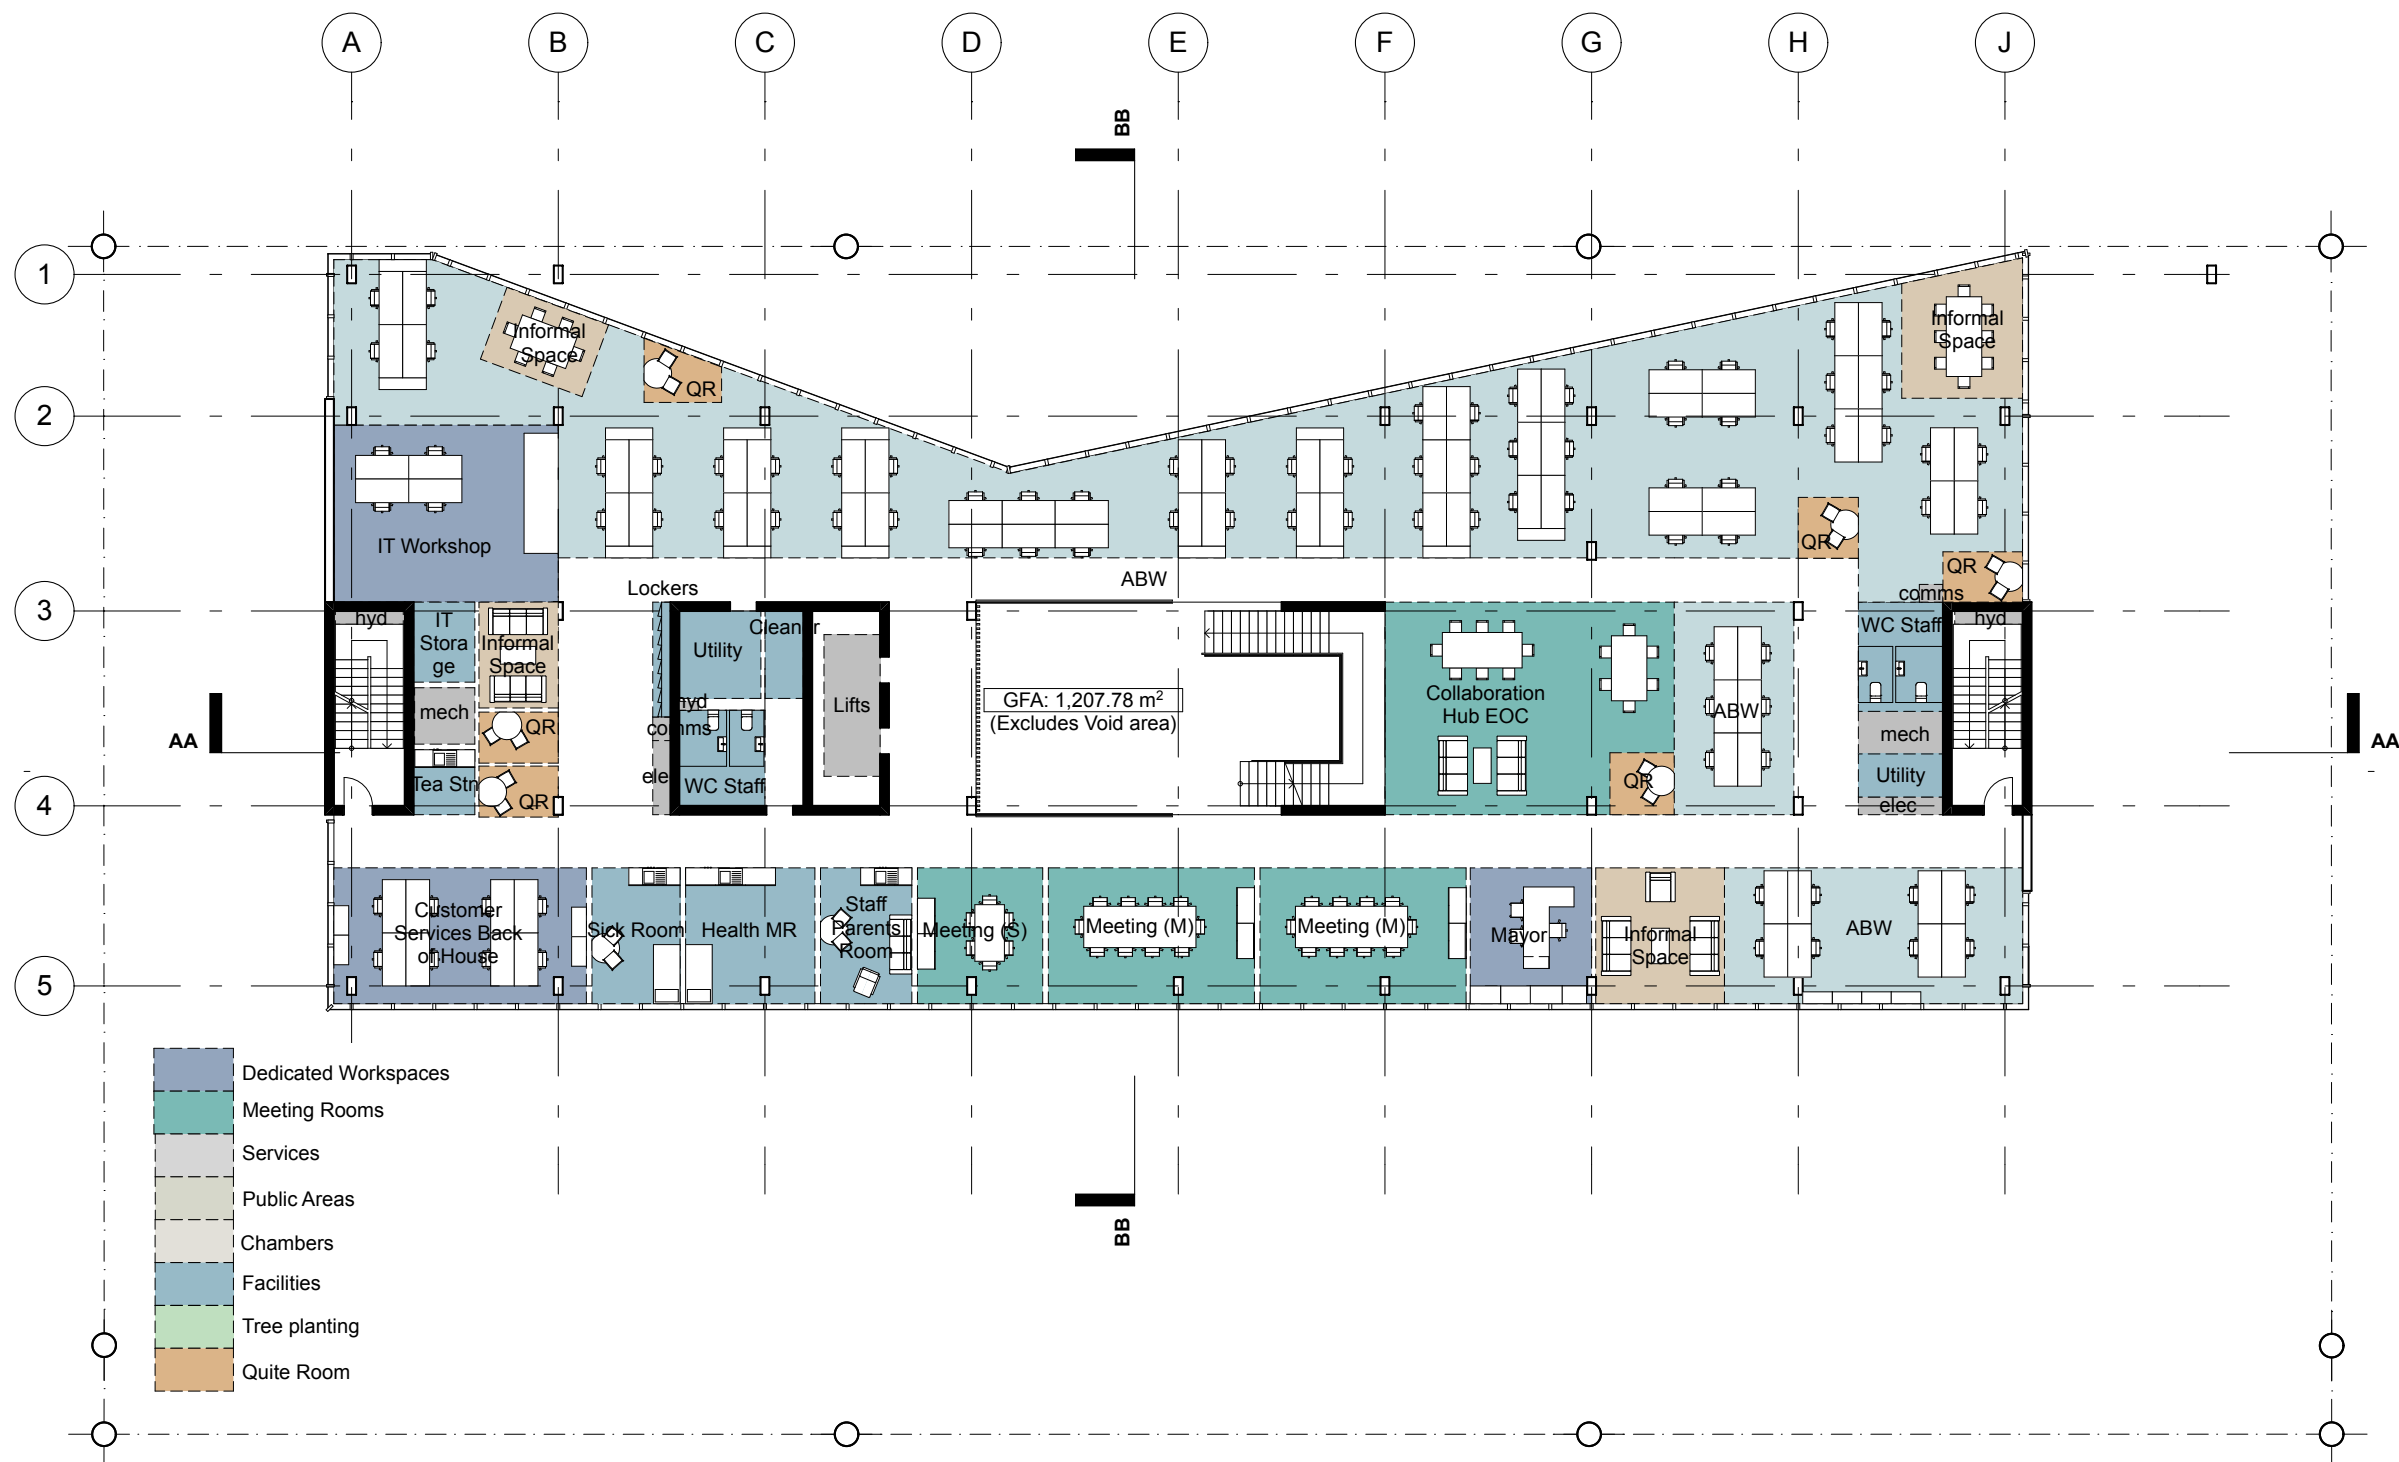 A
B
C
D
E
F
G
H
J
BB
1
Informal
Space
Informal
Space
QR
2
IT Workshop
QR
QR
ABW
Lockers
comms
3
hyd
IT
Stora
ge
Informal
Space
Utility
Cleaner
WC Staff
hyd
Collaboration
Hub EOC
GFA: 1,207.78 m²
(Excludes Void area)
Lifts
hyd
mech
QR
comms
ABW
mech
AA
AA
Tea Stn
QR
elec
WC Staff
QR
Utility
elec
4
Customer
Services Back
of House
Sick Room
Health MR
Staff
Parents
Room
Meeting (S)
Meeting (M)
Meeting (M)
Mayor
Informal
Space
ABW
5
Dedicated Workspaces
Meeting Rooms
Services
Public Areas
Chambers
Facilities
Tree planting
Quite Room
BB